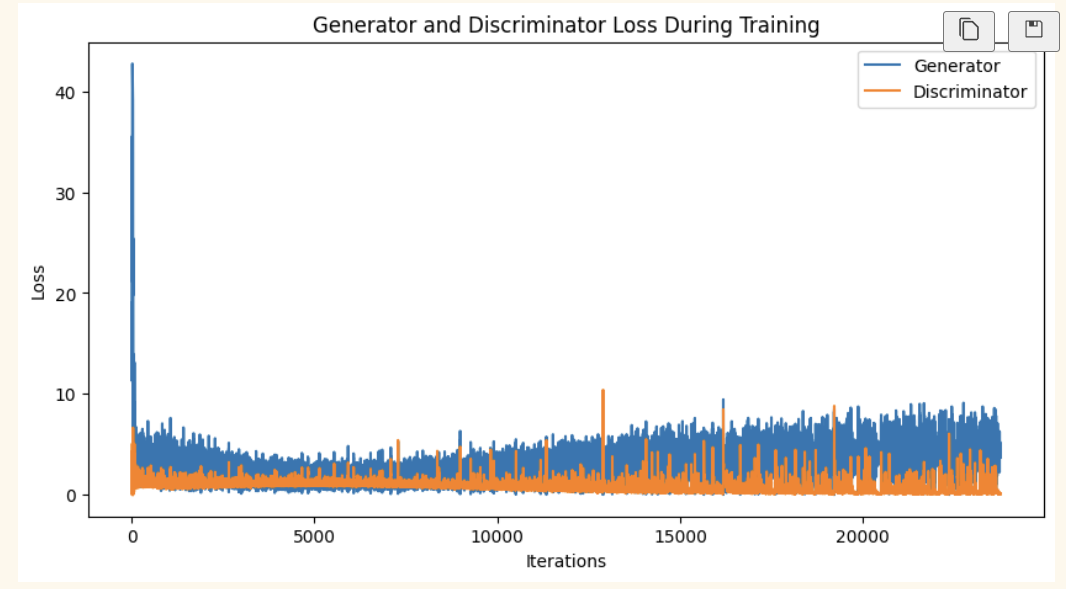 Generator and Discriminator Loss During Training
Generator
Discriminator
40
30
20
10
0
Loss
0 5000 10000 15000 20000
Iterations